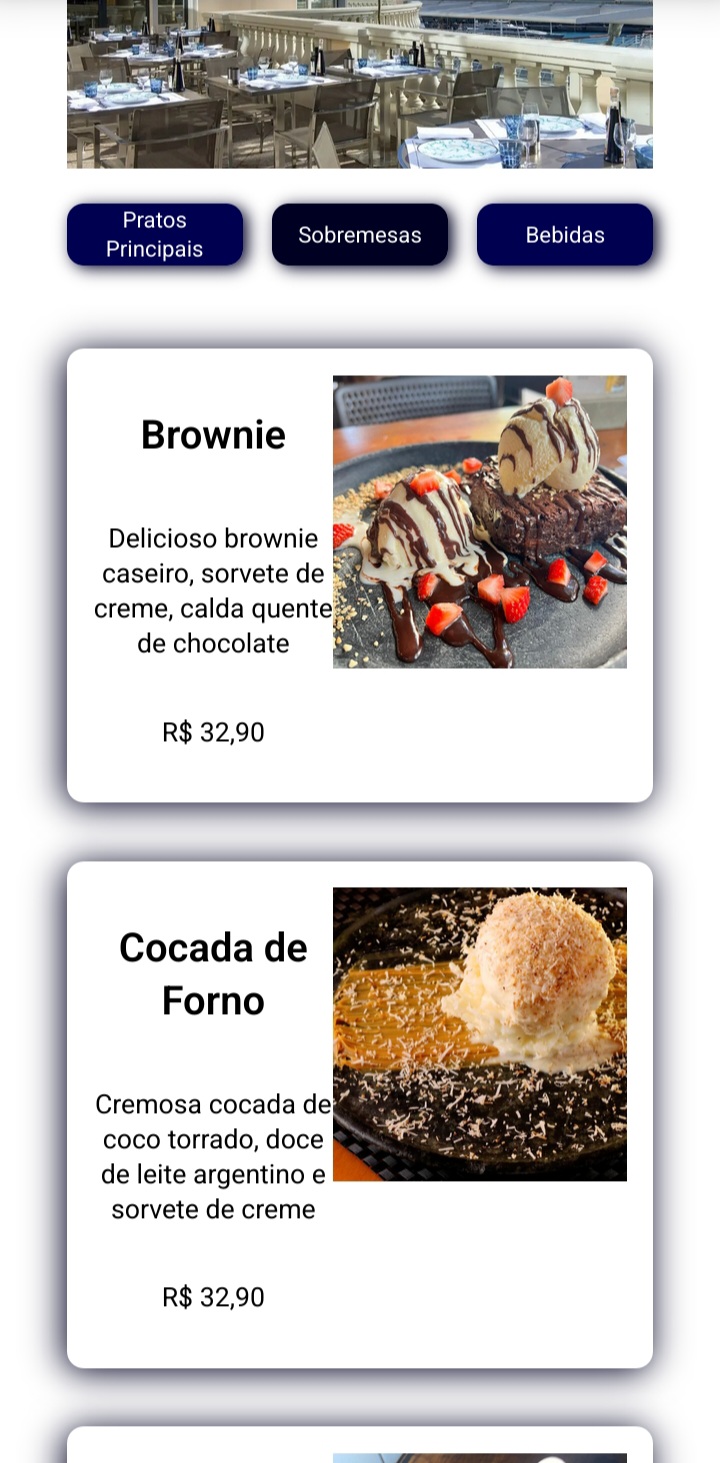 Pratos
Principais
Sobremesas
Bebidas
Brownie
Delicioso brownie
caseiro, sorvete de
creme, calda quente
de chocolate
R$ 32,90
Cocada de
Forno
Cremosa cocada de
coco torrado, doce
de leite argentino e
sorvete de creme
R$ 32,90